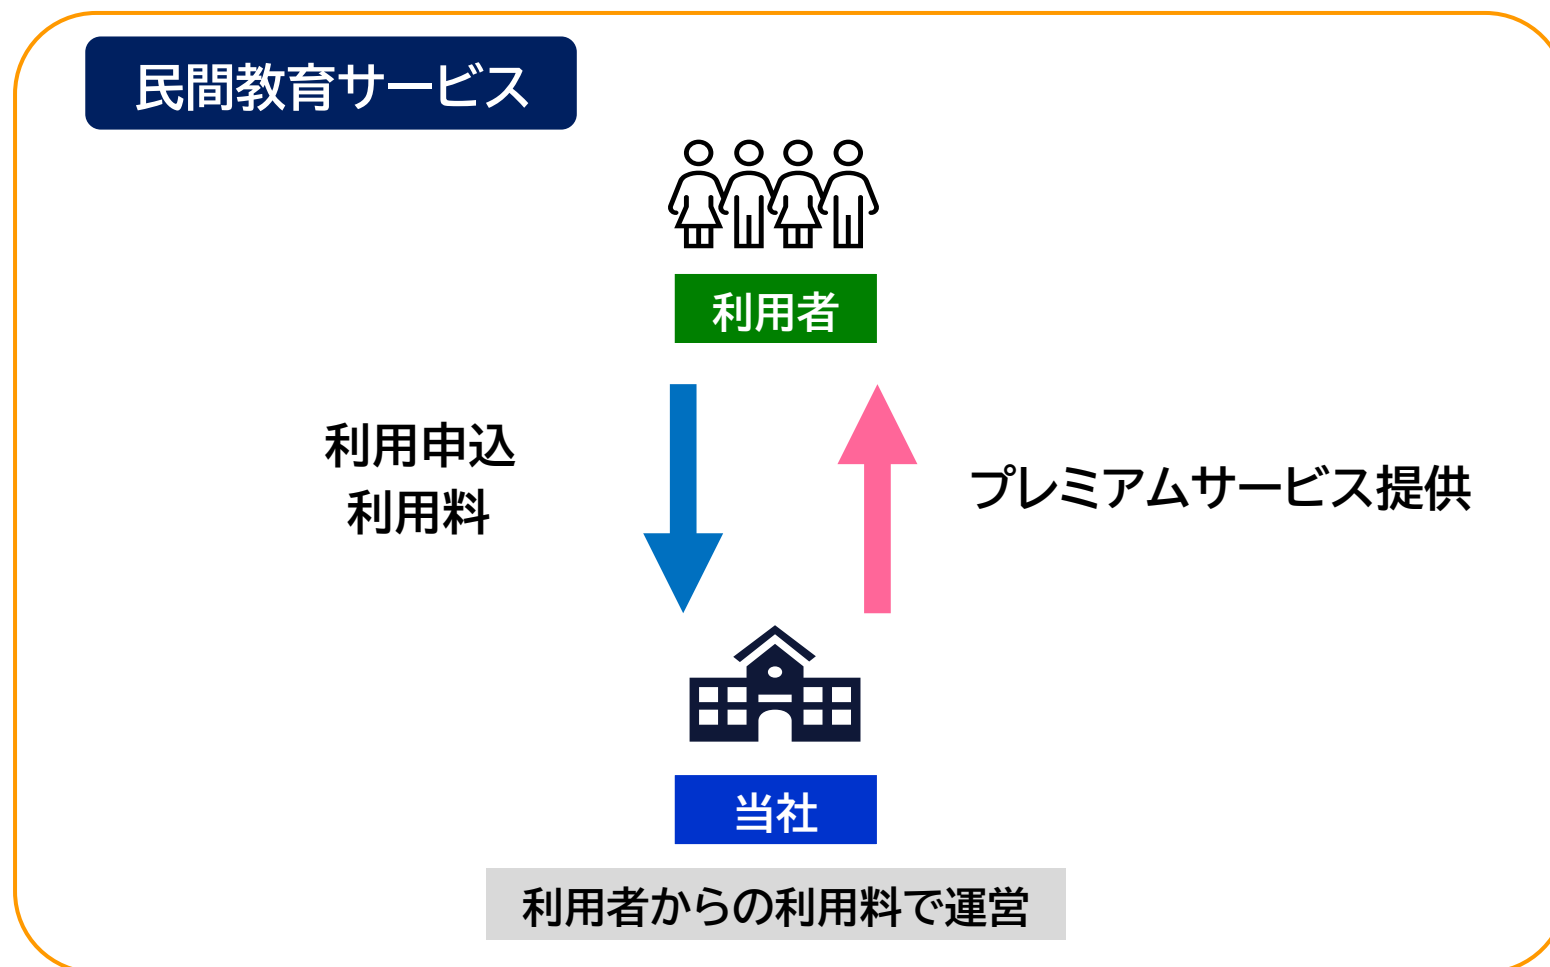 民間教育サービス
利用者
利用申込
利用料
プレミアムサービス提供
当社
利用者からの利用料で運営